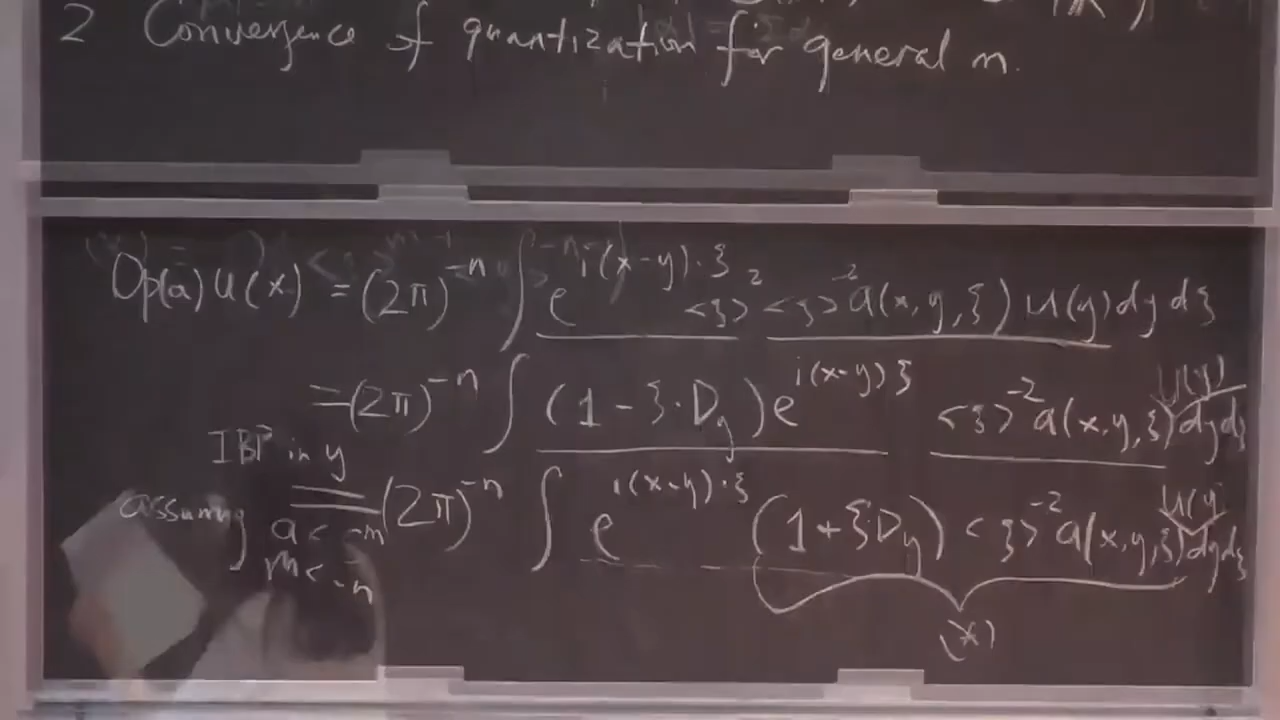 2 Convergence of quantization for general m.
Op(a)u(x) = (2π)^{-n} ∫ e^{i(x-y)·ξ} <ξ>^2 <ξ>^{-2} a(x,y,ξ) u(y) dy dξ
= (2π)^{-n} ∫ (1 - ξ·D_y) e^{i(x-y)ξ} <ξ>^{-2} a(x,y,ξ) u(y) dy dξ
IBP in y
assuming a < -m
m < -n
= (2π)^{-n} ∫ e^{i(x-y)·ξ} (1 + ξD_y) <ξ>^{-2} a(x,y,ξ) u(y) dy dξ
(*)